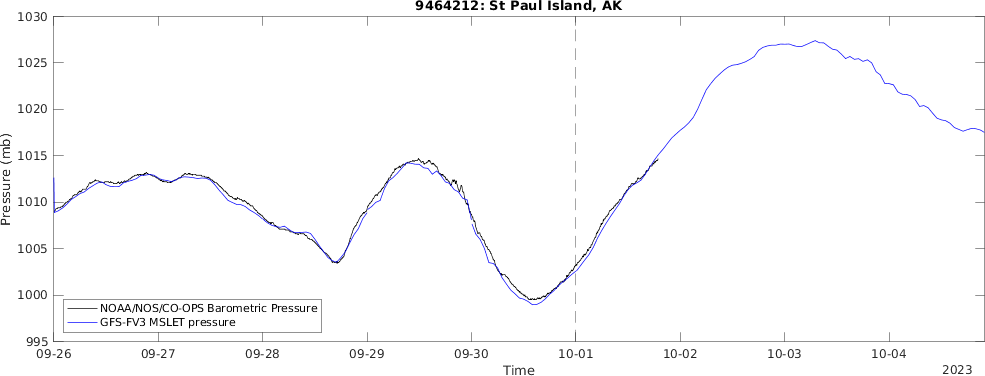 9464212: St Paul Island, AK
1030
1025
1020
1015
1010
1005
1000
995
Pressure (mb)
NOAA/NOS/CO-OPS Barometric Pressure
GFS-FV3 MSLET pressure
09-26 09-27 09-28 09-29 09-30 10-01 10-02 10-03 10-04
Time
2023